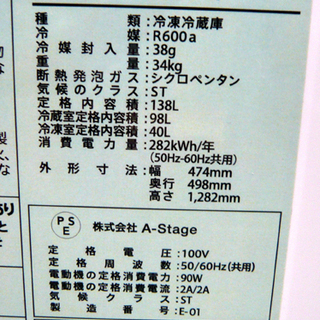 種類：冷凍冷蔵庫
冷媒：R600a
冷媒封入量：38g
重量：34kg
断熱発泡ガス：シクロペンタン
気候のクラス：ST
定格内容積：138L
冷蔵室定格内容積：98L
冷凍室定格内容積：40L
消費電力量：282kWh/年
(50Hz-60Hz共用)
外形寸法：幅 474mm
奥行 498mm
高さ 1,282mm
PSE 株式会社 A-Stage
定格電圧：100V
定格周波数：50/60Hz(共用)
電動機の定格消費電力：90W
電動機の定格消費電流：2A/2A
気候のクラス：ST
型名：E-01